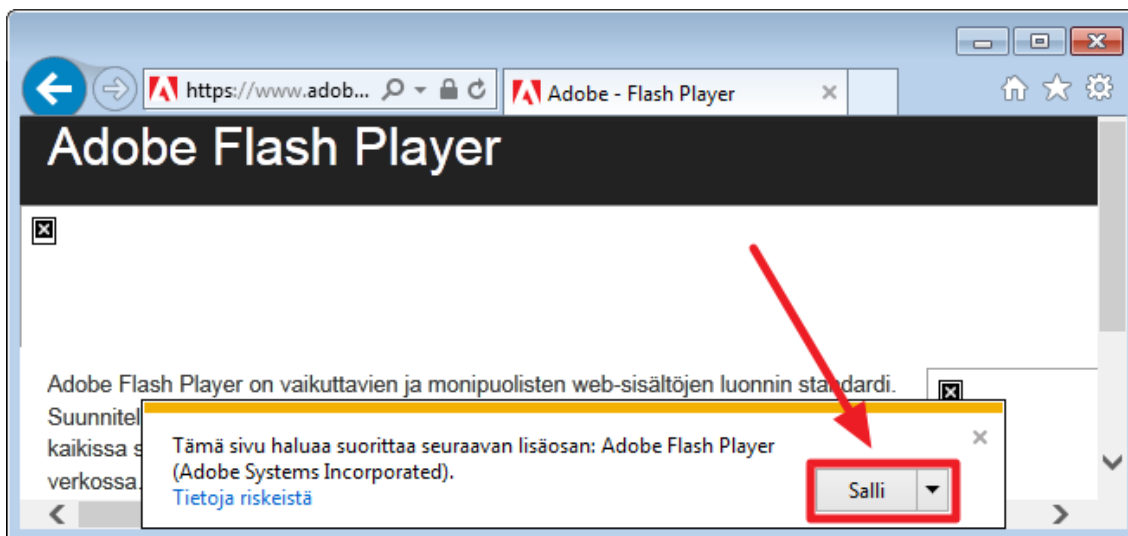 https://www.adob...
Adobe - Flash Player
Adobe Flash Player
Adobe Flash Player on vaikuttavien ja monipuolisten web-sisältöjen luonnin standardi.
Suunnitel
kaikissa s
verkossa.
Tämä sivu haluaa suorittaa seuraavan lisäosan: Adobe Flash Player
(Adobe Systems Incorporated).
Tietoja riskeistä
Salli